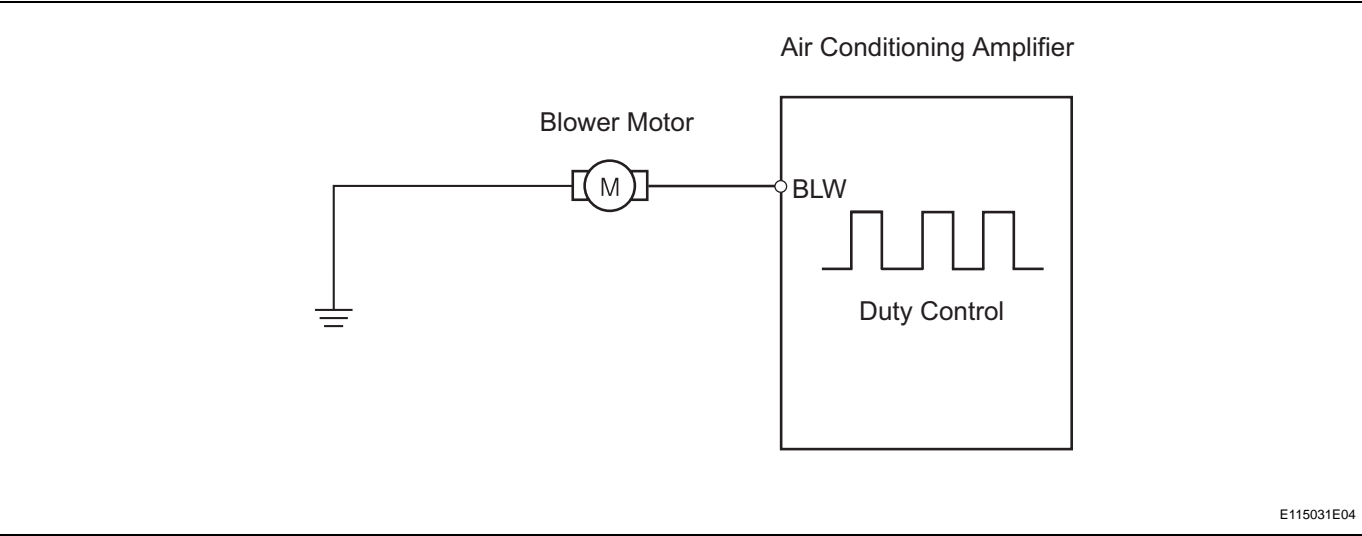 Air Conditioning Amplifier
Blower Motor
M
BLW
Duty Control
E115031E04